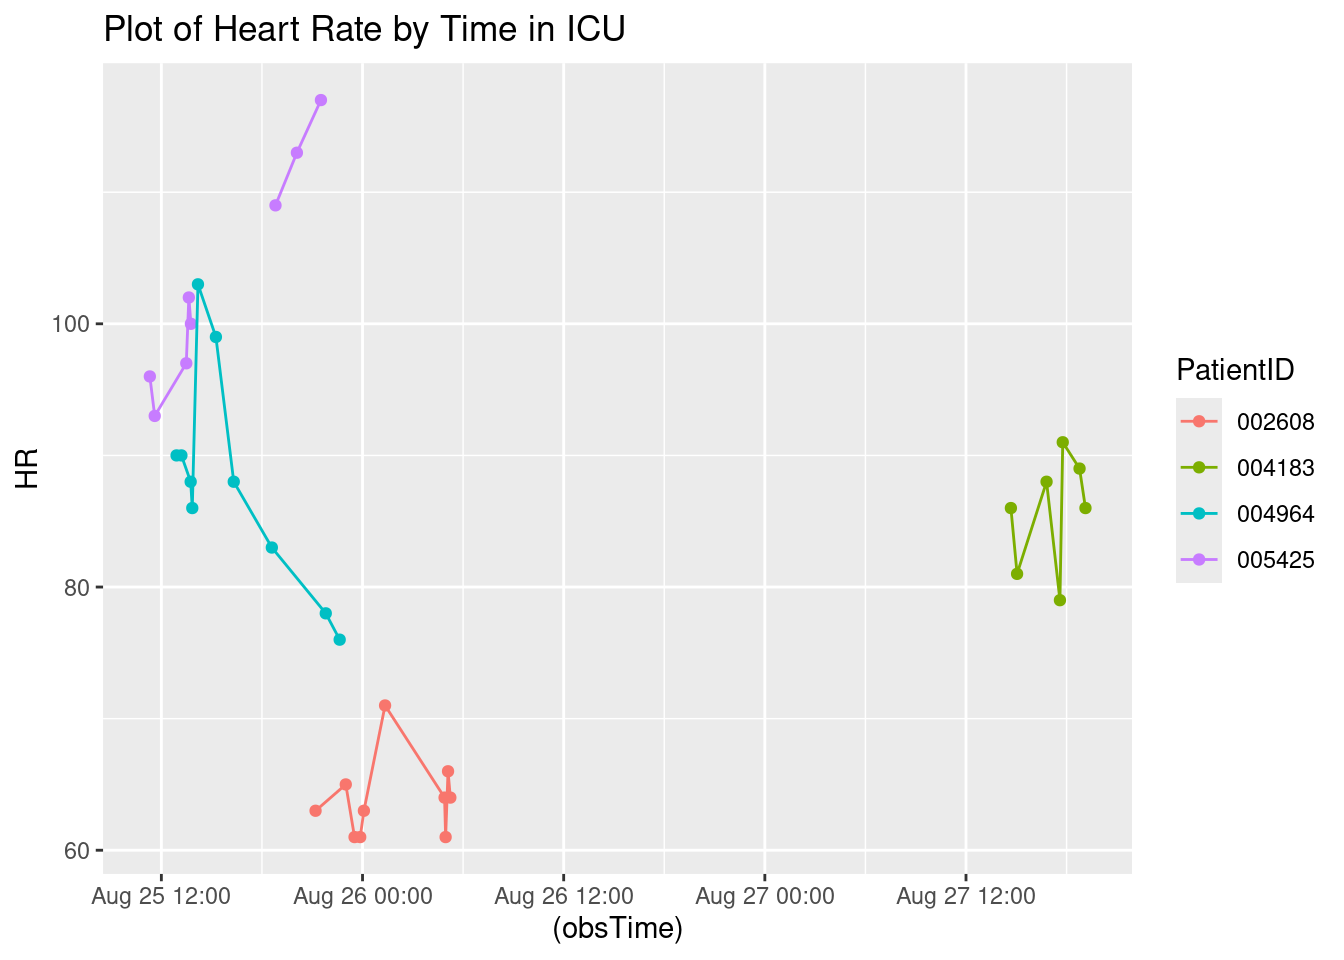 Plot of Heart Rate by Time in ICU
HR
100
80
60
Aug 25 12:00
Aug 26 00:00
Aug 26 12:00
Aug 27 00:00
Aug 27 12:00
(obsTime)
PatientID
002608
004183
004964
005425